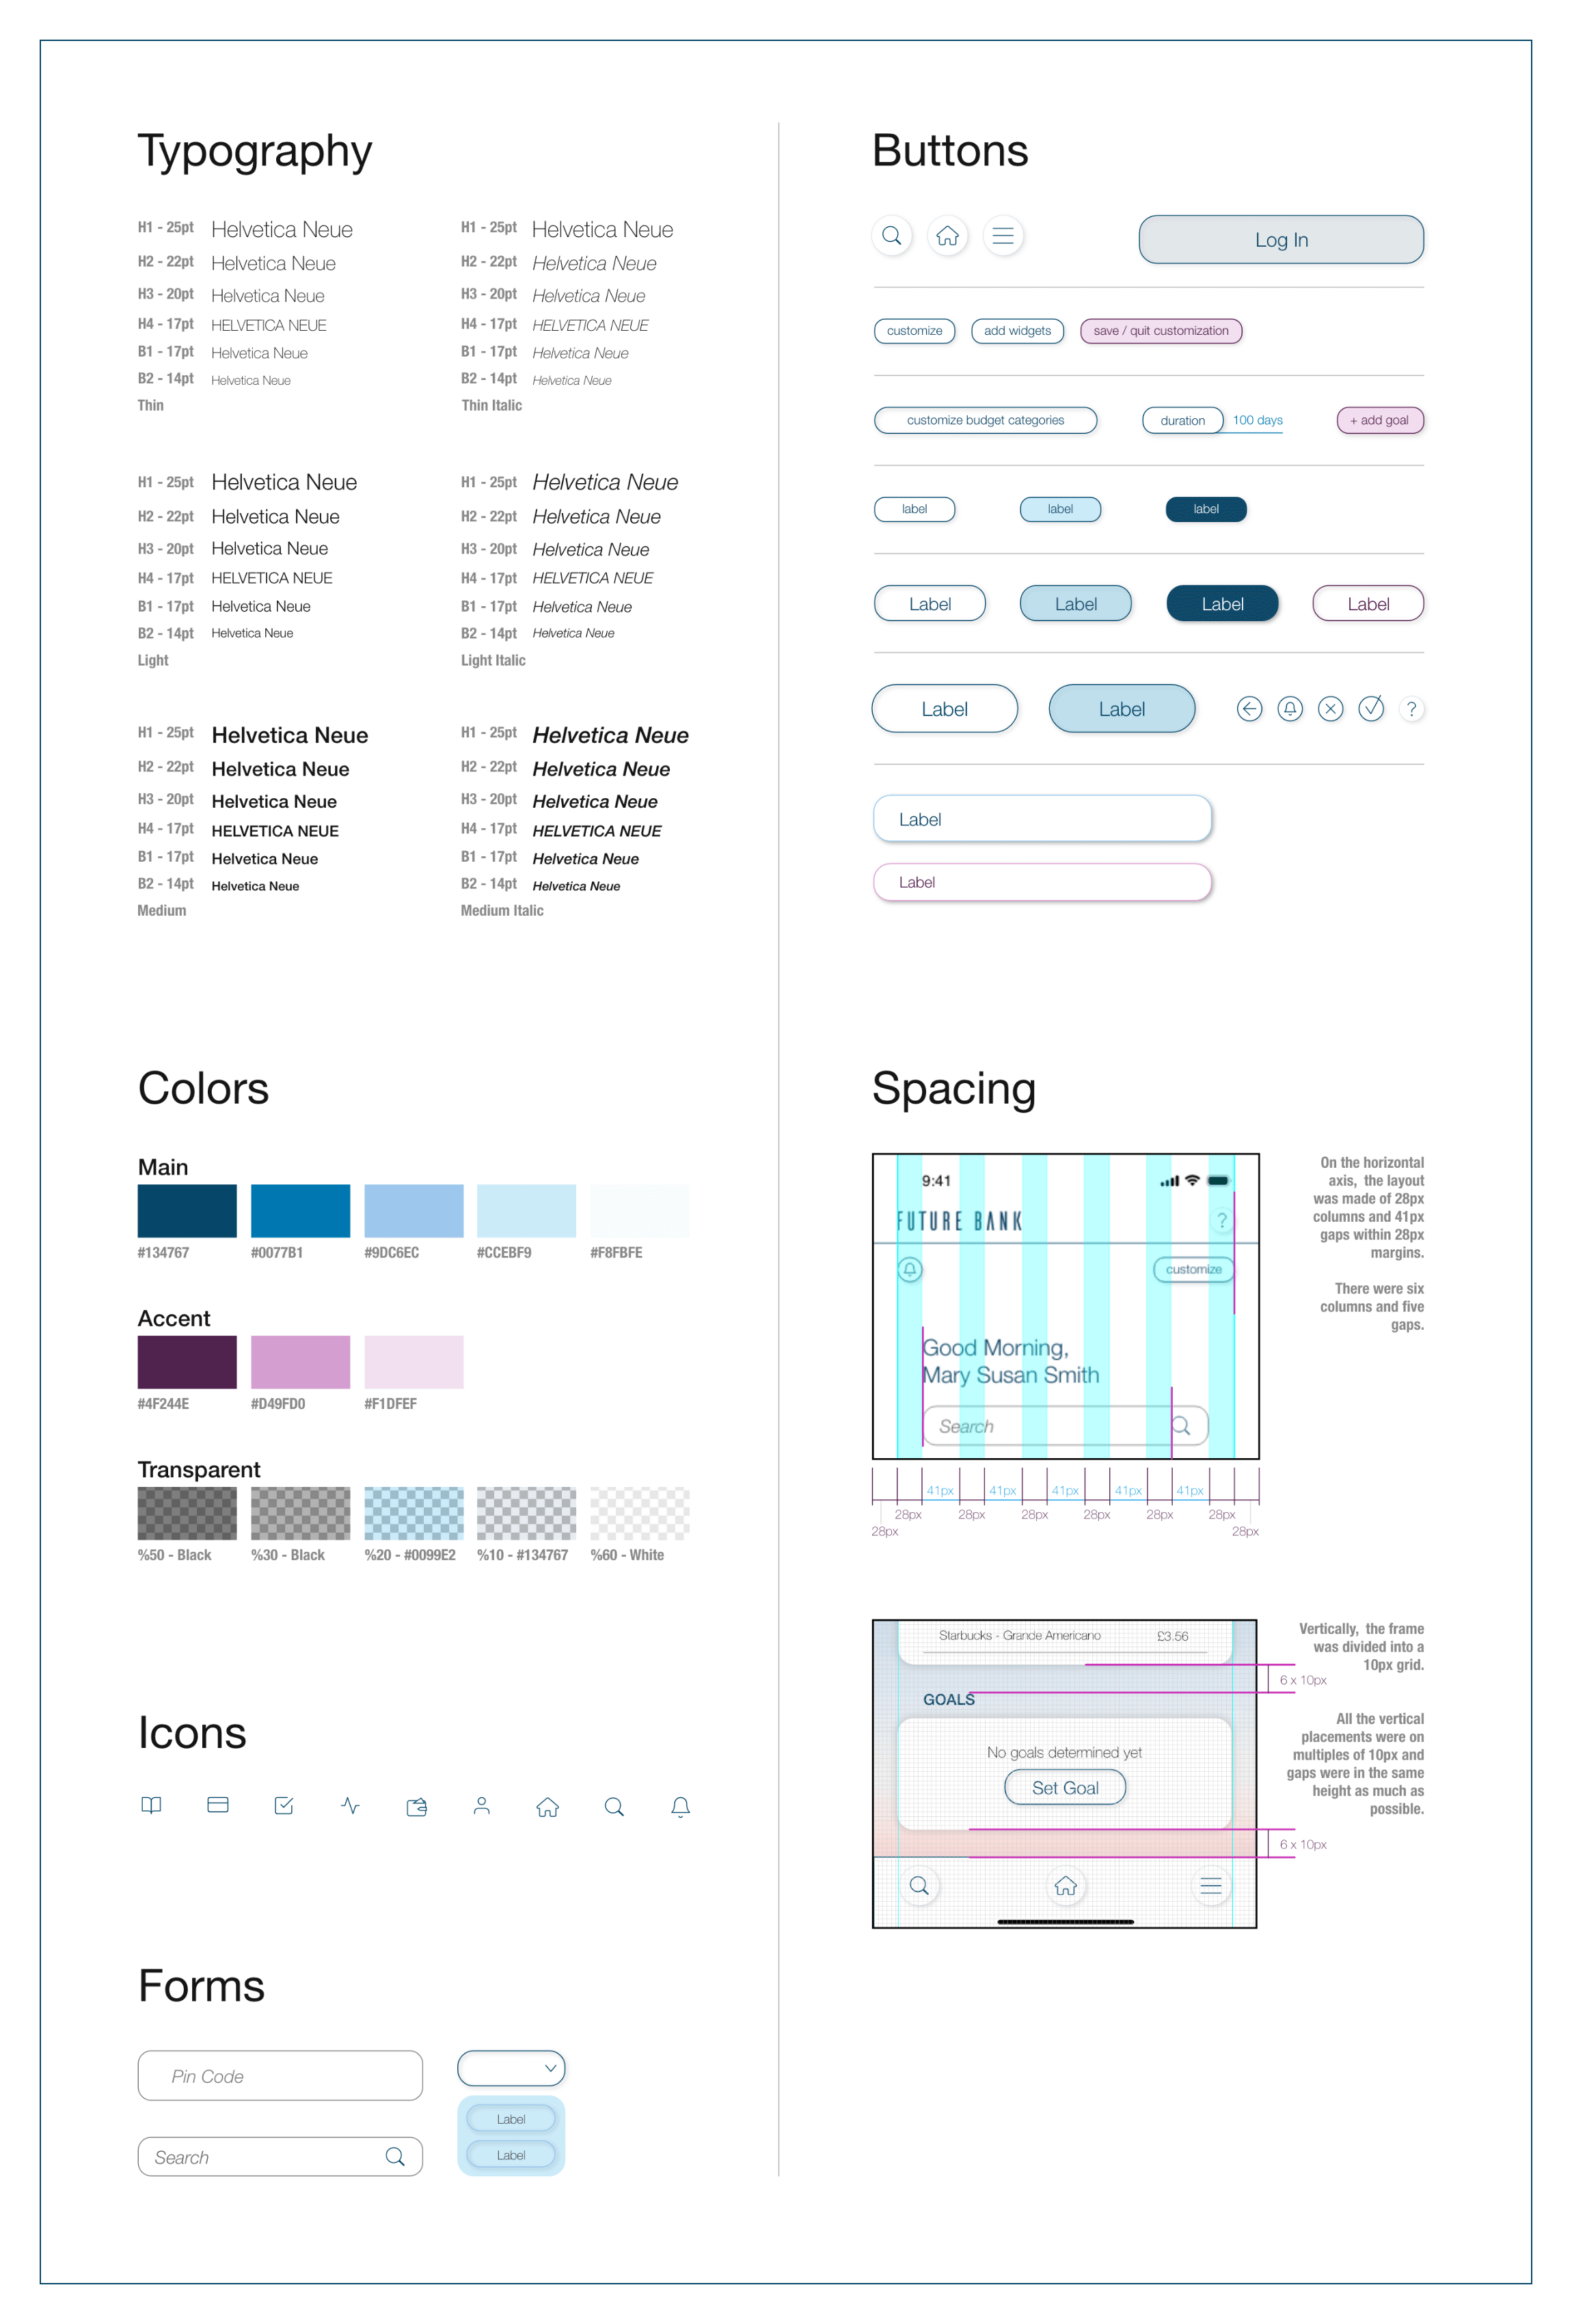 Typography
H1 - 25pt Helvetica Neue
H2 - 22pt Helvetica Neue
H3 - 20pt Helvetica Neue
H4 - 17pt HELVETICA NEUE
B1 - 17pt Helvetica Neue
B2 - 14pt Helvetica Neue
Thin
H1 - 25pt Helvetica Neue
H2 - 22pt Helvetica Neue
H3 - 20pt Helvetica Neue
H4 - 17pt HELVETICA NEUE
B1 - 17pt Helvetica Neue
B2 - 14pt Helvetica Neue
Thin Italic
H1 - 25pt Helvetica Neue
H2 - 22pt Helvetica Neue
H3 - 20pt Helvetica Neue
H4 - 17pt HELVETICA NEUE
B1 - 17pt Helvetica Neue
B2 - 14pt Helvetica Neue
Light
H1 - 25pt Helvetica Neue
H2 - 22pt Helvetica Neue
H3 - 20pt Helvetica Neue
H4 - 17pt HELVETICA NEUE
B1 - 17pt Helvetica Neue
B2 - 14pt Helvetica Neue
Light Italic
H1 - 25pt Helvetica Neue
H2 - 22pt Helvetica Neue
H3 - 20pt Helvetica Neue
H4 - 17pt HELVETICA NEUE
B1 - 17pt Helvetica Neue
B2 - 14pt Helvetica Neue
Medium
H1 - 25pt Helvetica Neue
H2 - 22pt Helvetica Neue
H3 - 20pt Helvetica Neue
H4 - 17pt HELVETICA NEUE
B1 - 17pt Helvetica Neue
B2 - 14pt Helvetica Neue
Medium Italic
Colors
Main
#134767 #0077B1 #9DC6EC #CCEBF9 #F8FBFE
Accent
#4F244E #D49FD0 #F1DFEF
Transparent
%50 - Black %30 - Black %20 - #0099E2 %10 - #134767 %60 - White
Icons
Forms
Pin Code
Search
Label
Label
Buttons
Log In
customize add widgets save / quit customization
customize budget categories duration 100 days + add goal
label label label
Label Label Label Label
Label Label ?
Label
Label
Spacing
9:41
FUTURE BANK ?
customize
Good Morning,
Mary Susan Smith
Search
41px 41px 41px 41px 41px
28px 28px 28px 28px 28px 28px
28px 28px
On the horizontal
axis, the layout
was made of 28px
columns and 41px
gaps within 28px
margins.
There were six
columns and five
gaps.
Starbucks - Grande Americano £3.56
GOALS
No goals determined yet
Set Goal
6 x 10px
6 x 10px
Vertically, the frame
was divided into a
10px grid.
All the vertical
placements were on
multiples of 10px and
gaps were in the same
height as much as
possible.